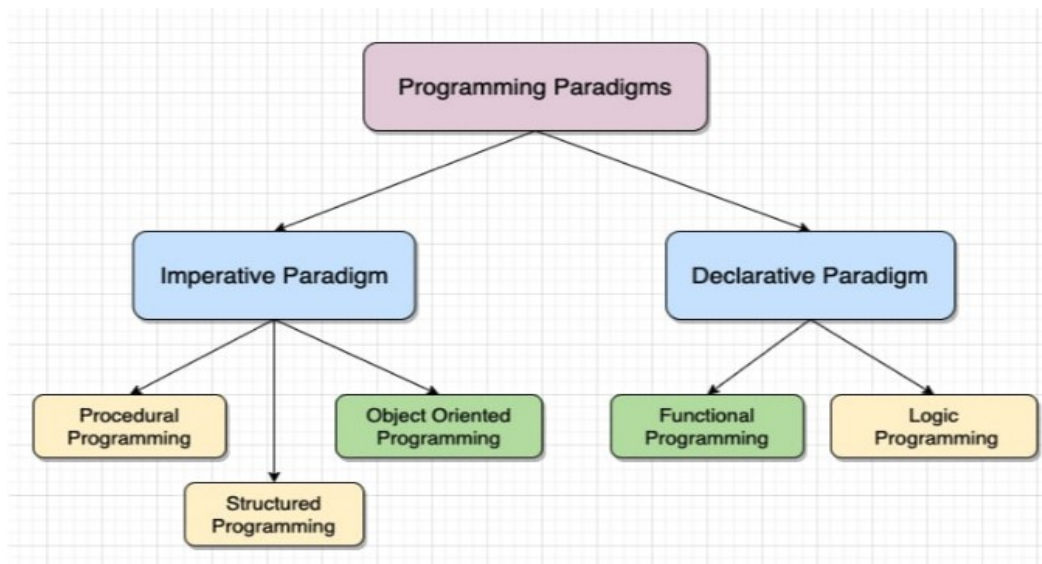 Programming Paradigms
Imperative Paradigm
Declarative Paradigm
Procedural
Programming
Structured
Programming
Object Oriented
Programming
Functional
Programming
Logic
Programming